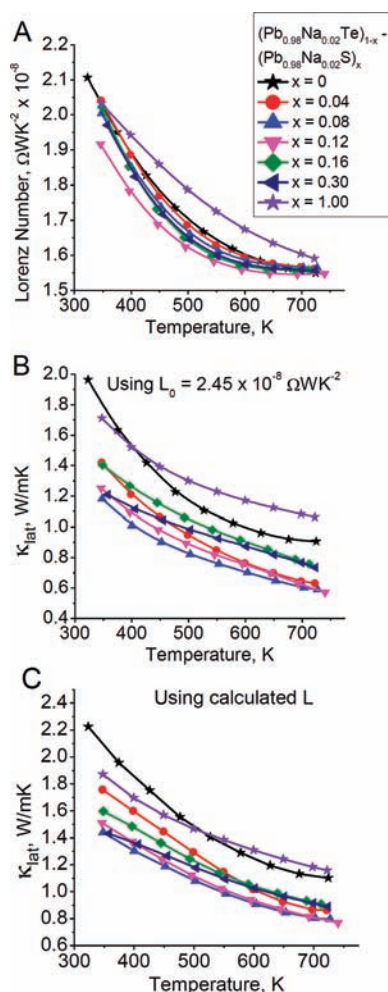 A
2.1
2.0
1.9
1.8
1.7
1.6
1.5
Lorenz Number, ΩWK⁻² x 10⁻⁸
300 400 500 600 700
Temperature, K
(Pb₀.₉₈Na₀.₀₂Te)₁₋ₓ -
(Pb₀.₉₈Na₀.₀₂S)ₓ
x = 0
x = 0.04
x = 0.08
x = 0.12
x = 0.16
x = 0.30
x = 1.00
B
Using L₀ = 2.45 x 10⁻⁸ ΩWK⁻²
2.0
1.8
1.6
1.4
1.2
1.0
0.8
0.6
0.4
κlat, W/mK
300 400 500 600 700
Temperature, K
C
Using calculated L
2.4
2.2
2.0
1.8
1.6
1.4
1.2
1.0
0.8
0.6
κlat, W/mK
300 400 500 600 700
Temperature, K